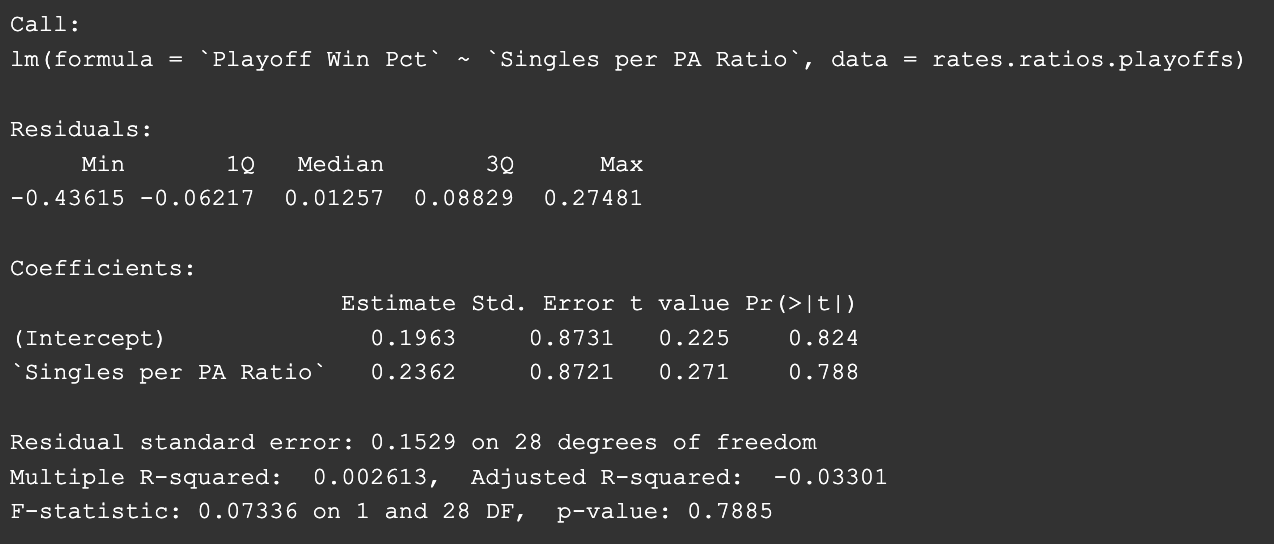 Call:
lm(formula = `Playoff Win Pct` ~ `Singles per PA Ratio`, data = rates.ratios.playoffs)
Residuals:
     Min       1Q   Median       3Q      Max
-0.43615 -0.06217  0.01257  0.08829  0.27481
Coefficients:
                       Estimate Std. Error t value Pr(>|t|)
(Intercept)              0.1963     0.8731   0.225    0.824
`Singles per PA Ratio`   0.2362     0.8721   0.271    0.788
Residual standard error: 0.1529 on 28 degrees of freedom
Multiple R-squared:  0.002613,  Adjusted R-squared:  -0.03301
F-statistic: 0.07336 on 1 and 28 DF,  p-value: 0.7885